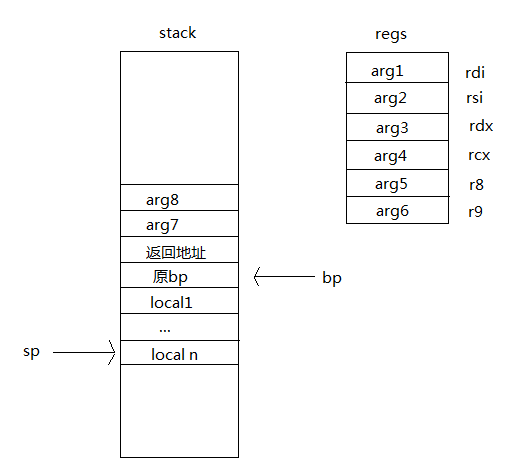 stack
regs
arg1 rdi
arg2 rsi
arg3 rdx
arg4 rcx
arg5 r8
arg6 r9
arg8
arg7
返回地址
原bp
bp
local1
...
sp
local n